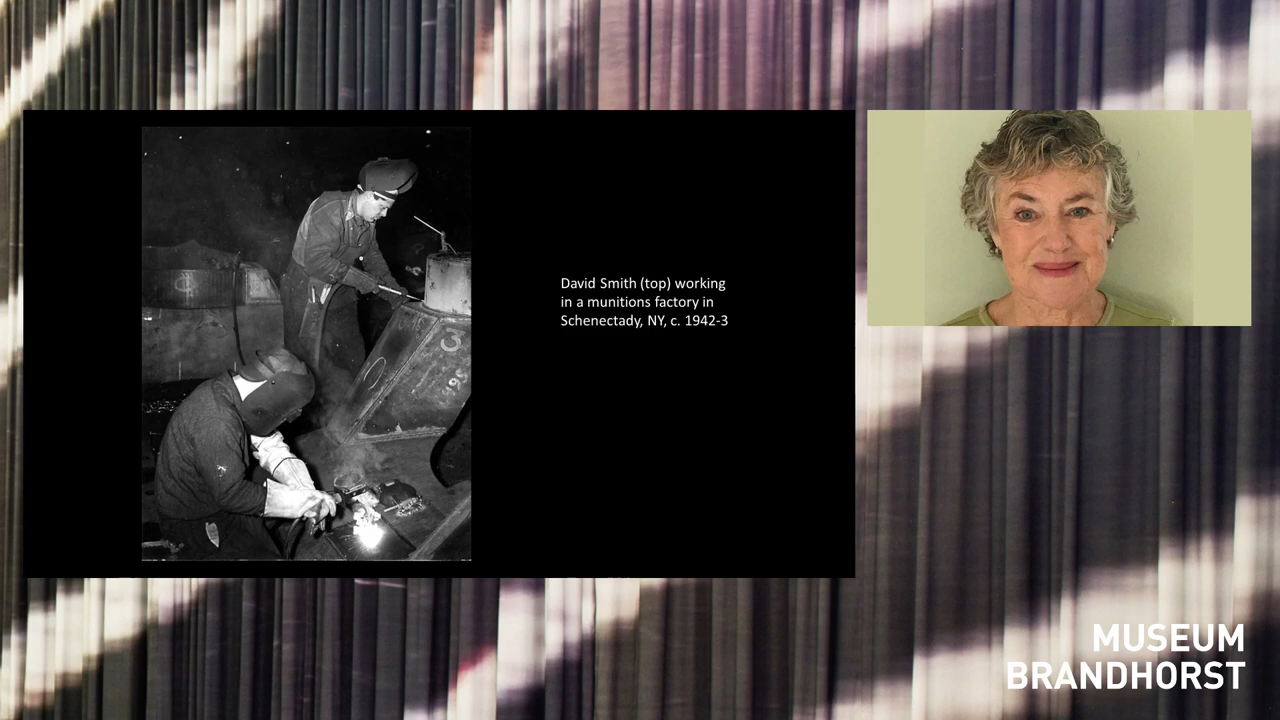 David Smith (top) working
in a munitions factory in
Schenectady, NY, c. 1942-3
MUSEUM
BRANDHORST